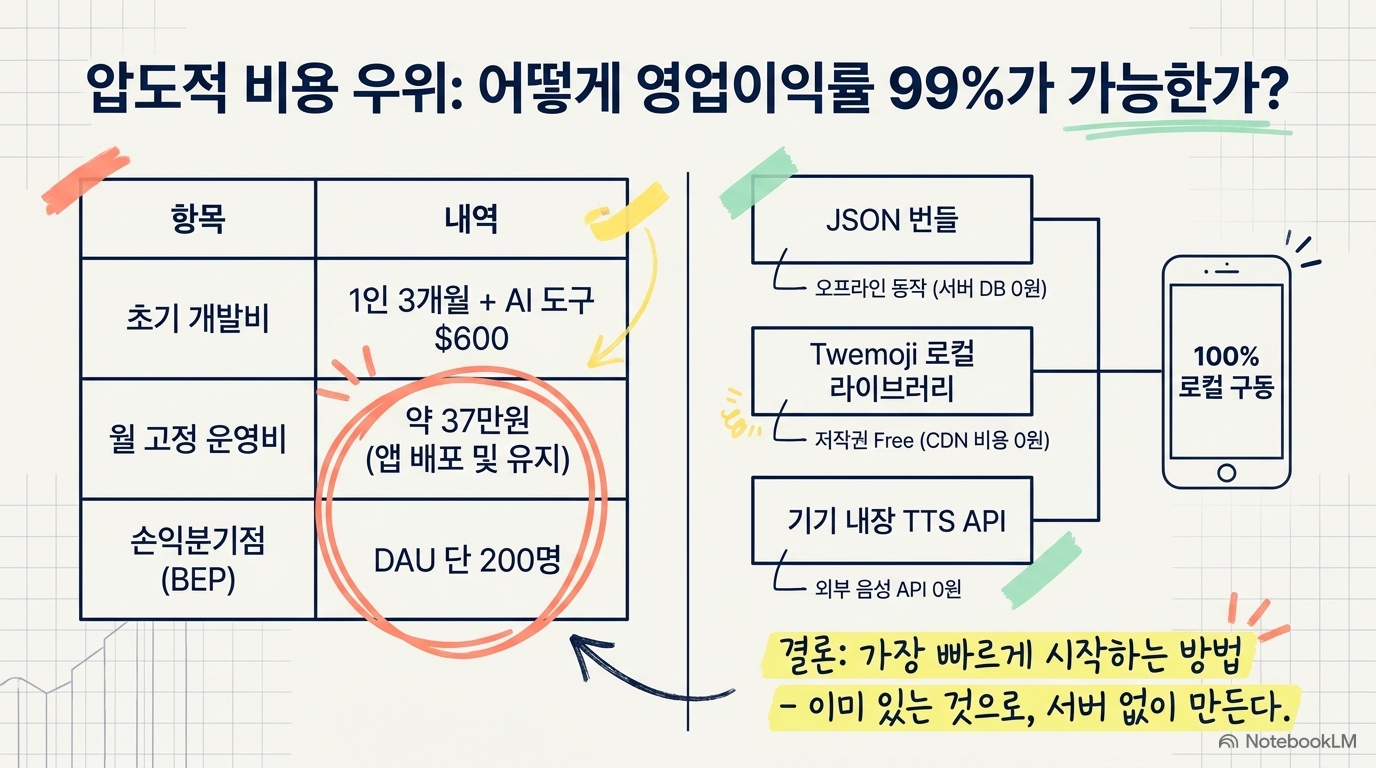 압도적 비용 우위: 어떻게 영업이익률 99%가 가능한가?
항목
내역
초기 개발비
1인 3개월 + AI 도구
$600
월 고정 운영비
약 37만원
(앱 배포 및 유지)
손익분기점
(BEP)
DAU 단 200명
JSON 번들
오프라인 동작 (서버 DB 0원)
Twemoji 로컬
라이브러리
저작권 Free (CDN 비용 0원)
기기 내장 TTS API
외부 음성 API 0원
100%
로컬 구동
결론: 가장 빠르게 시작하는 방법
- 이미 있는 것으로, 서버 없이 만든다.
NotebookLM